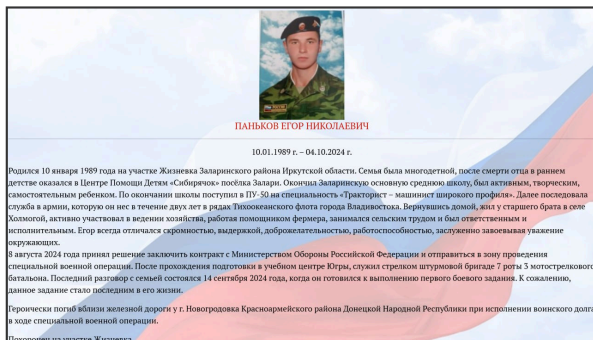 ПАНЬКОВ ЕГОР НИКОЛАЕВИЧ
10.01.1989 г. – 04.10.2024 г.
Родился 10 января 1989 года на участке Жизневка Заларинского района Иркутской области. Семья была многодетной, после смерти отца в раннем
детстве оказался в Центре Помощи Детям «Сибирячок» посёлка Залари. Окончил Заларинскую основную среднюю школу, был активным, творческим,
самостоятельным ребенком. По окончании школы поступил в ПУ-50 на специальность «Тракторист – машинист широкого профиля». Далее последовала
служба в армии, которую он нес в течение двух лет в рядах Тихоокеанского флота города Владивостока. Вернувшись домой, жил у старшего брата в селе
Холмогой, активно участвовал в ведении хозяйства, работая помощником фермера, занимался сельским трудом и был ответственным и
исполнительным. Егор всегда отличался скромностью, выдержкой, доброжелательностью, работоспособностью, заслуженно завоевывая уважение
окружающих.
8 августа 2024 года принял решение заключить контракт с Министерством Обороны Российской Федерации и отправиться в зону проведения
специальной военной операции. После прохождения подготовки в учебном центре Югры, служил стрелком штурмовой бригаде 7 роты 3 мотострелкового
батальона. Последний разговор с семьей состоялся 14 сентября 2024 года, когда он готовился к выполнению первого боевого задания. К сожалению,
данное задание стало последним в его жизни.
Героически погиб вблизи железной дороги у г. Новогродовка Красноармейского района Донецкой Народной Республики при исполнении воинского долга
в ходе специальной военной операции.
Похоронен на участке Жизневка